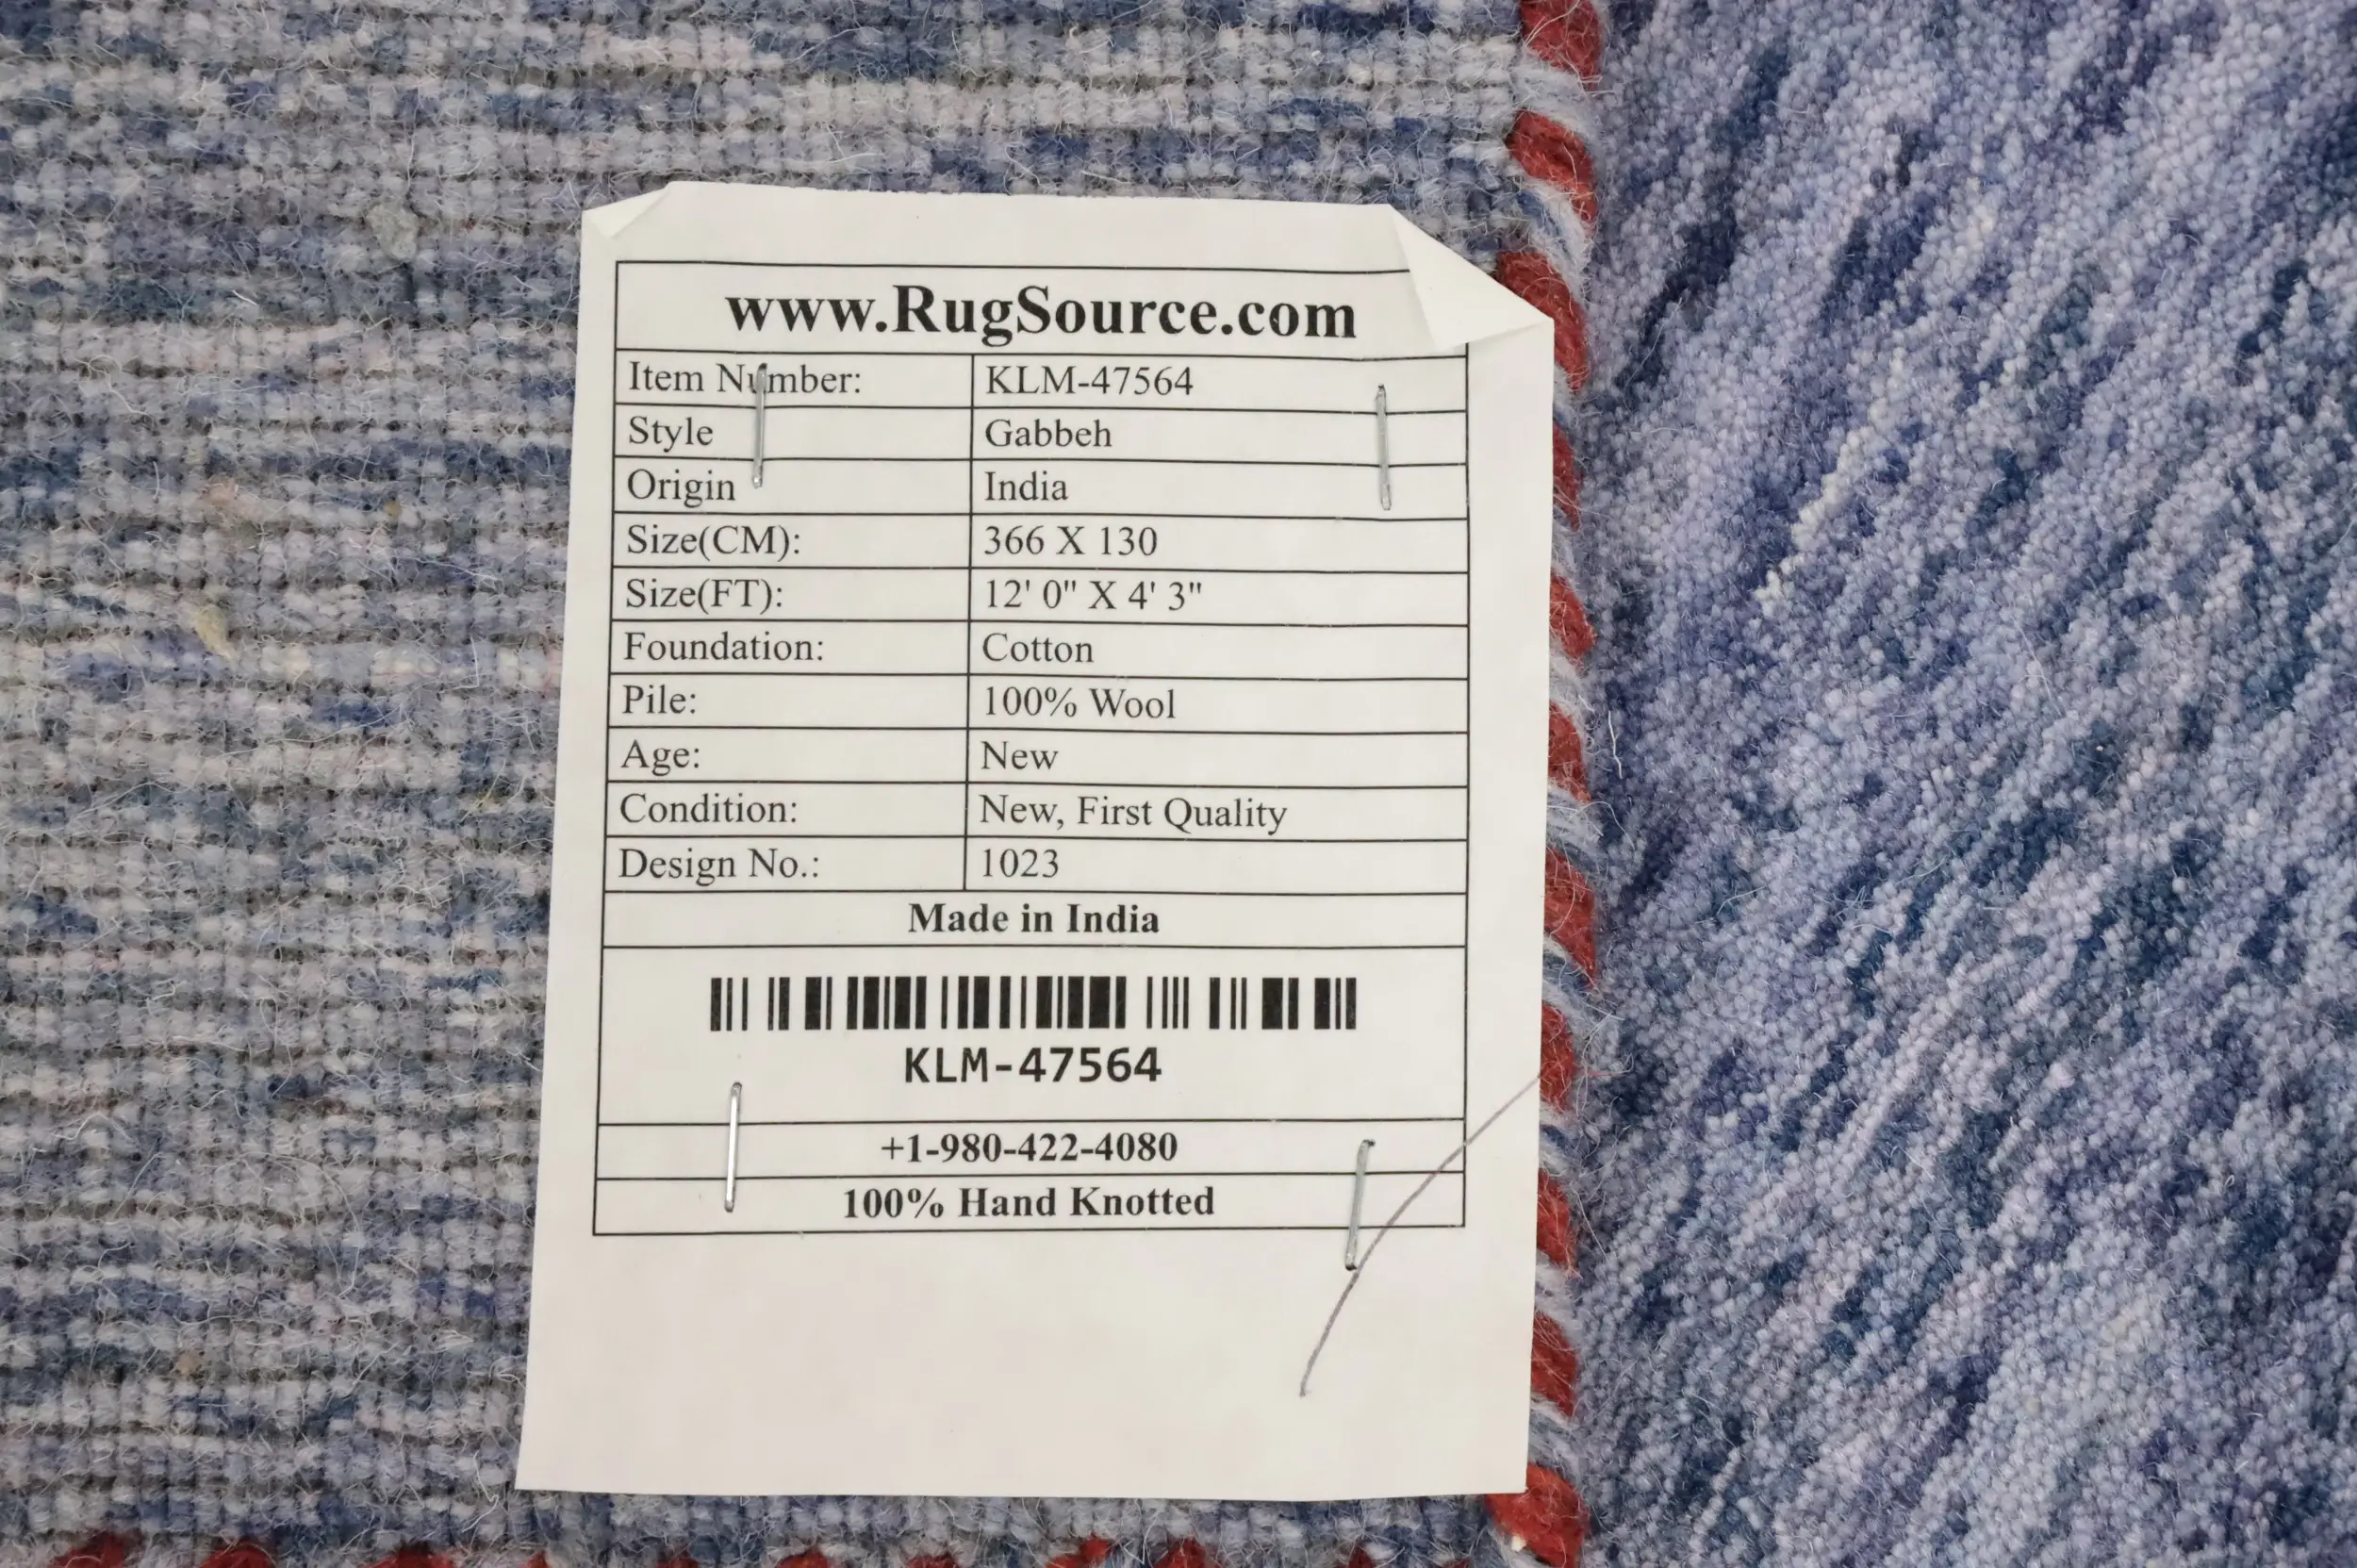 www.RugSource.com
Item Number: KLM-47564
Style Gabbeh
Origin India
Size(CM): 366 X 130
Size(FT): 12' 0" X 4' 3"
Foundation: Cotton
Pile: 100% Wool
Age: New
Condition: New, First Quality
Design No.: 1023
Made in India
KLM-47564
+1-980-422-4080
100% Hand Knotted